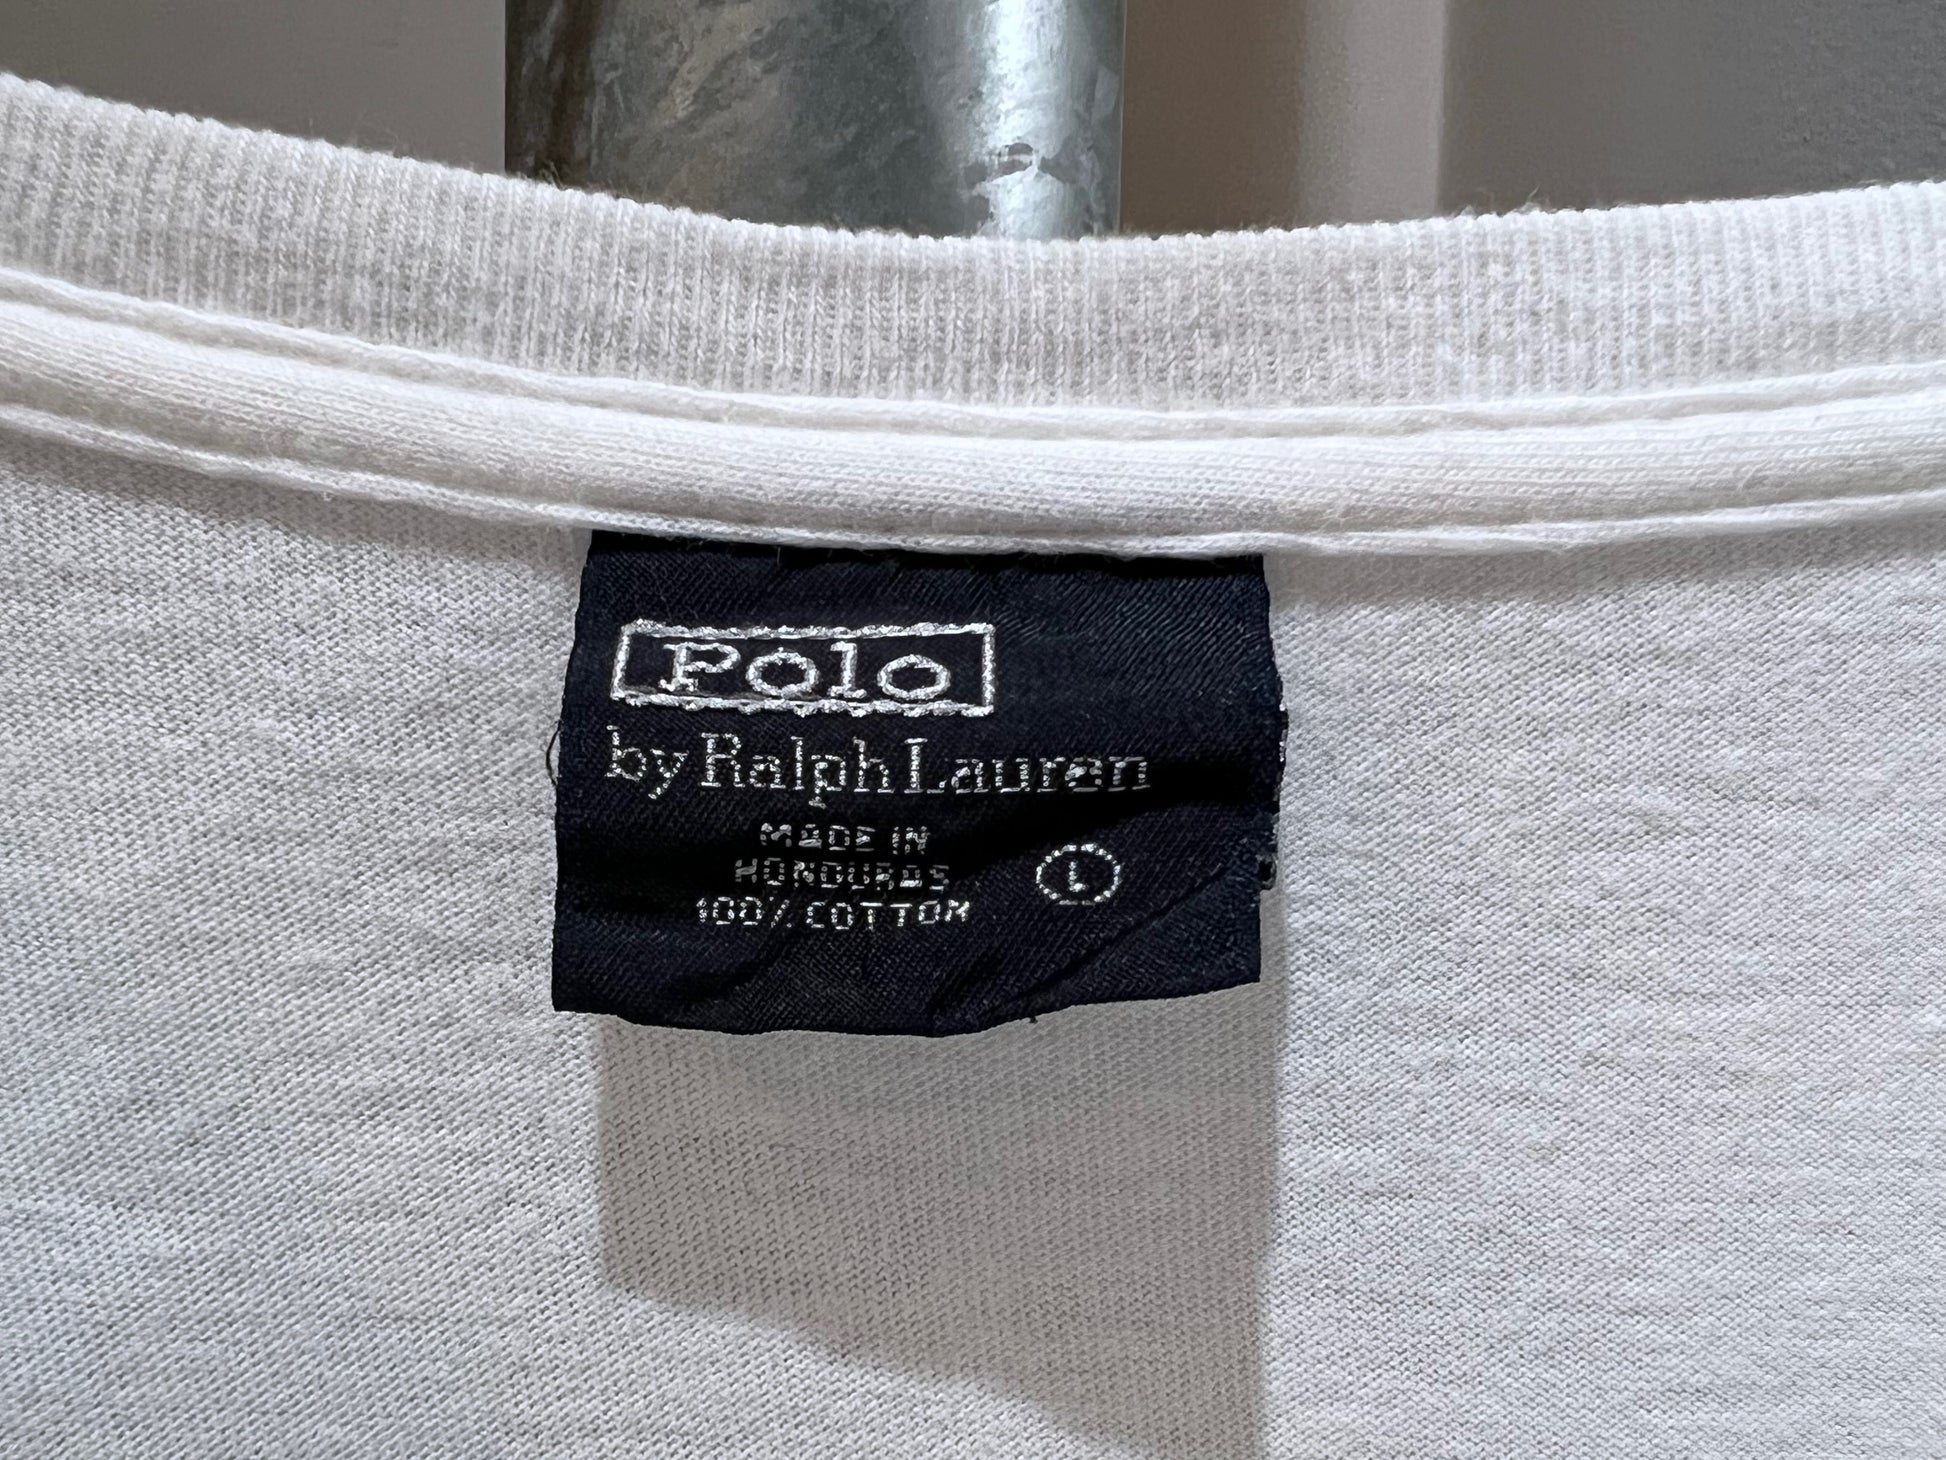 Polo
by Ralph Lauren
MADE IN
HONDURAS
100% COTTON
L